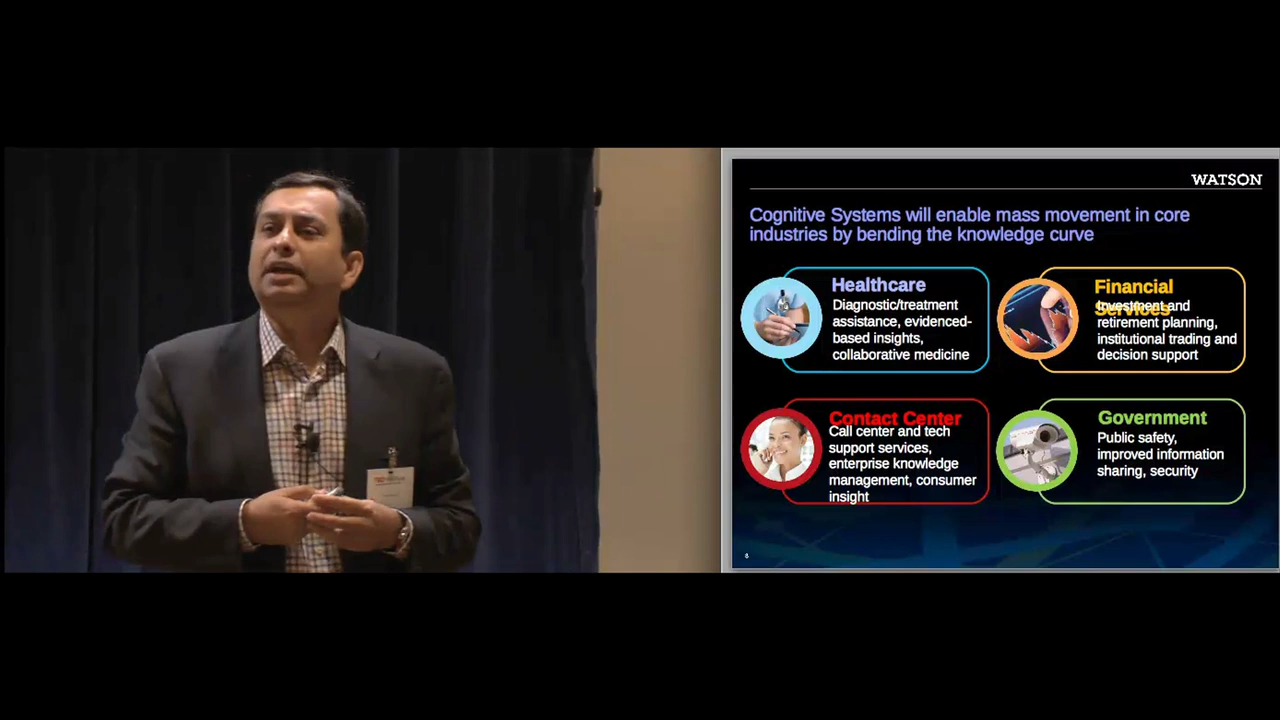 WATSON
Cognitive Systems will enable mass movement in core
industries by bending the knowledge curve
Healthcare
Diagnostic/treatment
assistance, evidenced-
based insights,
collaborative medicine
Financial
Services
Investment and
retirement planning,
institutional trading and
decision support
Contact Center
Call center and tech
support services,
enterprise knowledge
management, consumer
insight
Government
Public safety,
improved information
sharing, security
8